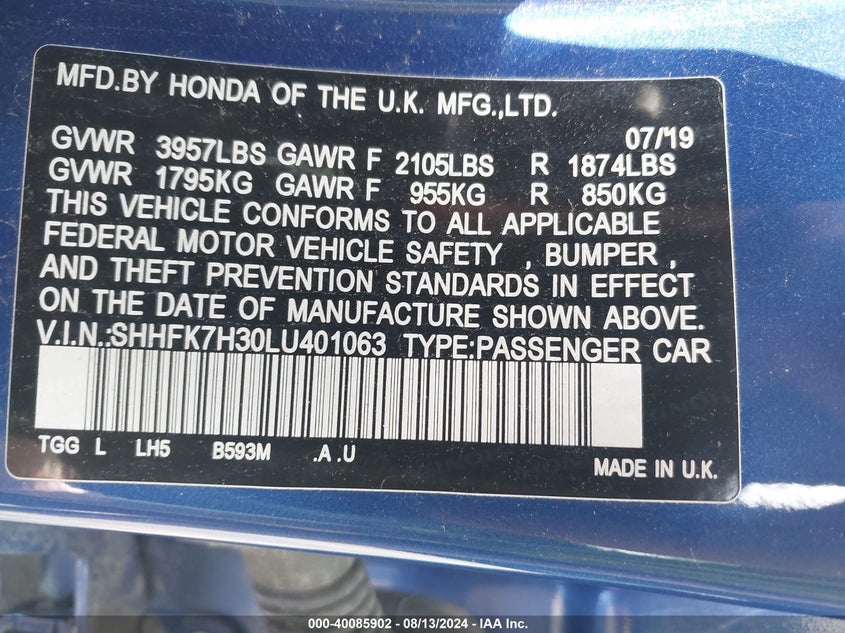 MFD.BY HONDA OF THE U.K. MFG.,LTD.
07/19
GVWR 3957LBS GAWR F 2105LBS R 1874LBS
GVWR 1795KG GAWR F 955KG R 850KG
THIS VEHICLE CONFORMS TO ALL APPLICABLE
FEDERAL MOTOR VEHICLE SAFETY , BUMPER ,
AND THEFT PREVENTION STANDARDS IN EFFECT
ON THE DATE OF MANUFACTURE SHOWN ABOVE.
V.I.N.:SHHFK7H30LU401063 TYPE:PASSENGER CAR
TGG L LH5 B593M .A .U
MADE IN U.K.
000-40085902 - 08/13/2024 - IAA Inc.